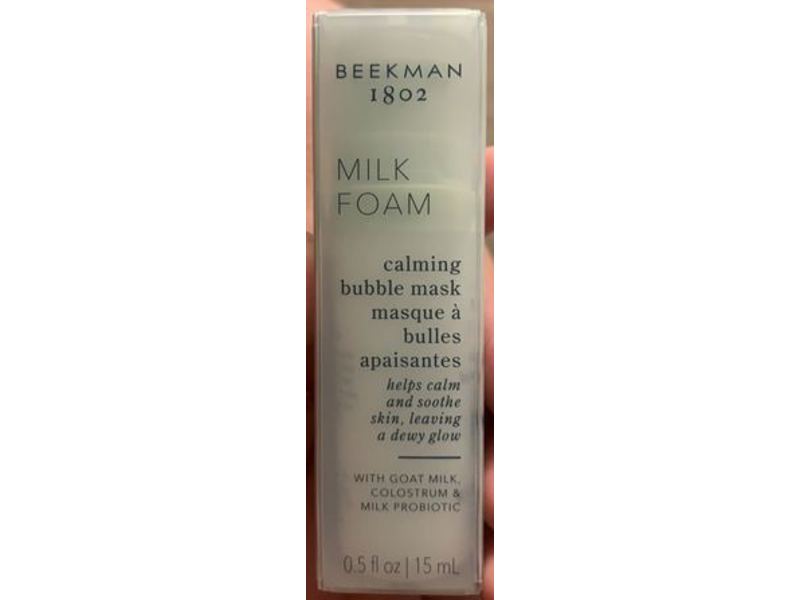 BEEKMAN
1802
MILK
FOAM
calming
bubble mask
masque à
bulles
apaisantes
helps calm
and soothe
skin, leaving
a dewy glow
WITH GOAT MILK,
COLOSTRUM &
MILK PROBIOTIC
0.5 fl oz | 15 mL